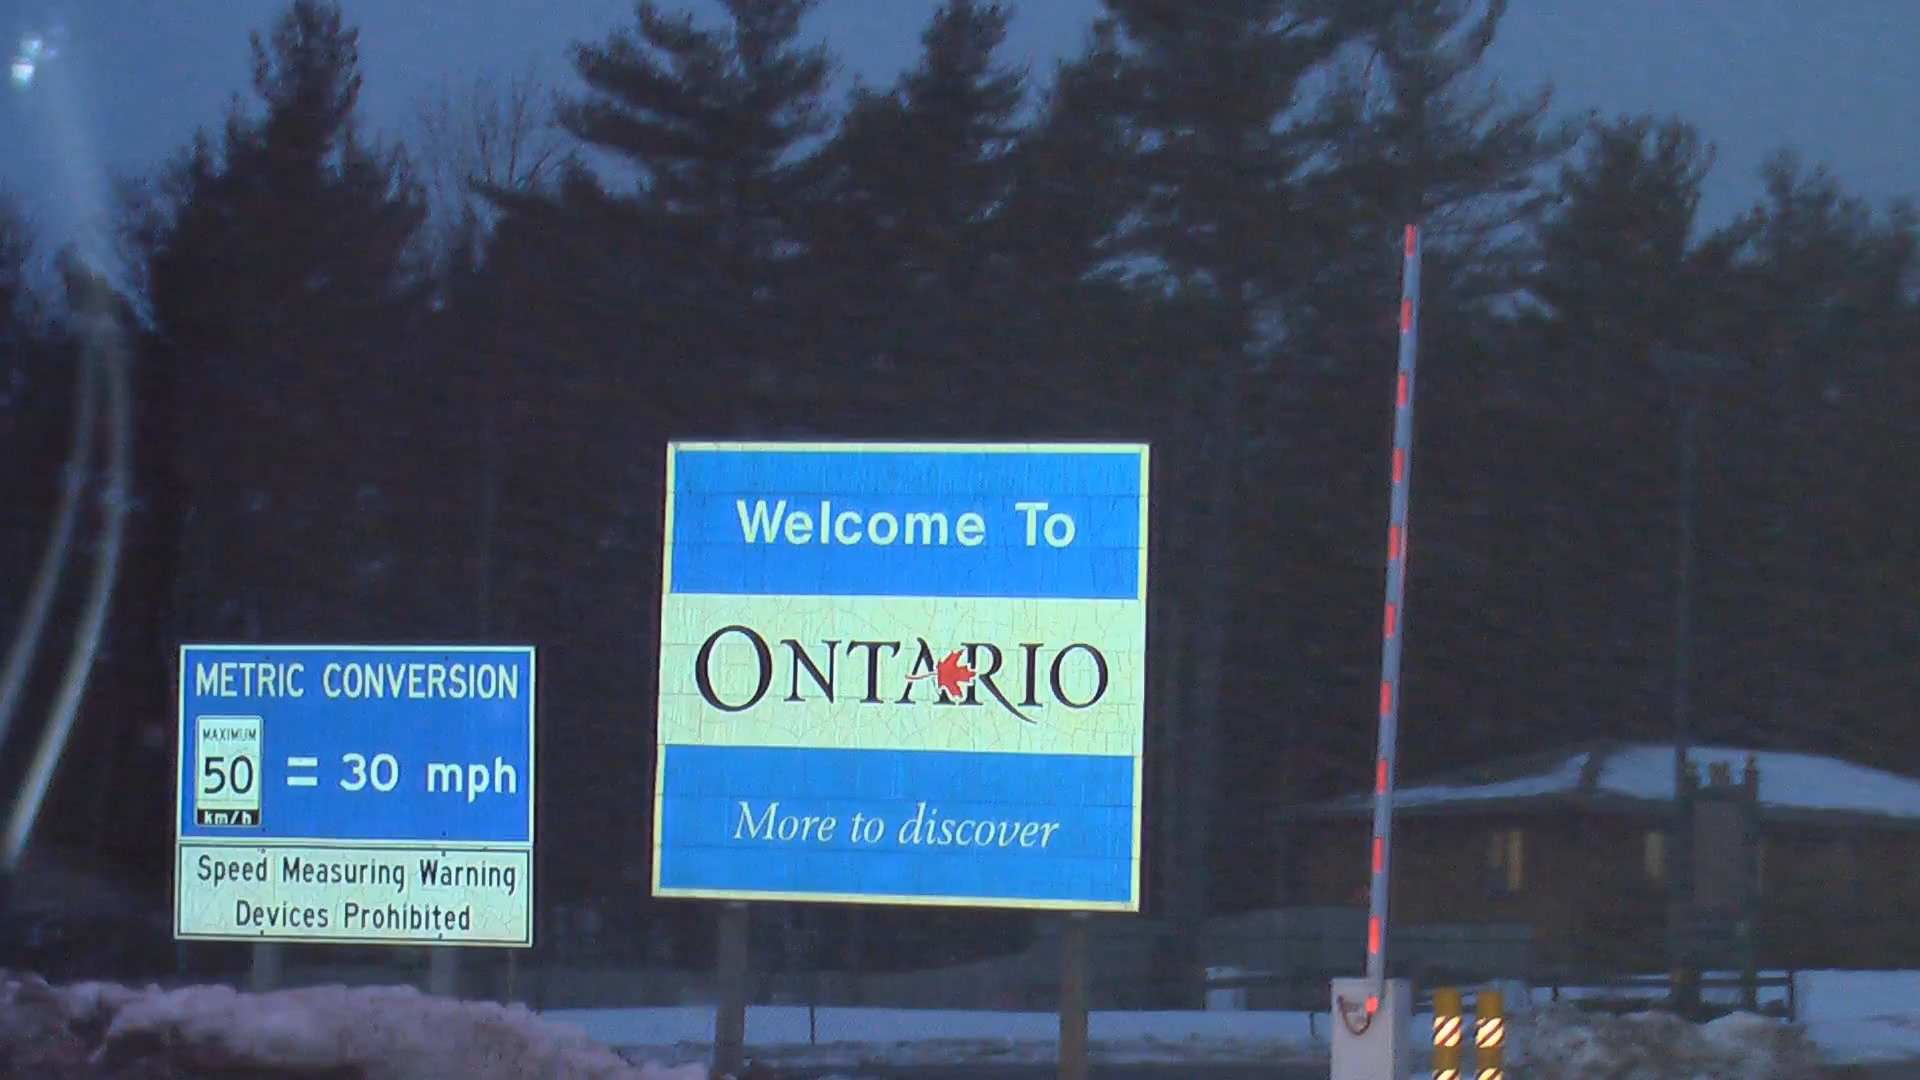 METRIC CONVERSION
MAXIMUM
50 = 30 mph
km/h
Speed Measuring Warning
Devices Prohibited
Welcome To
ONTARIO
More to discover